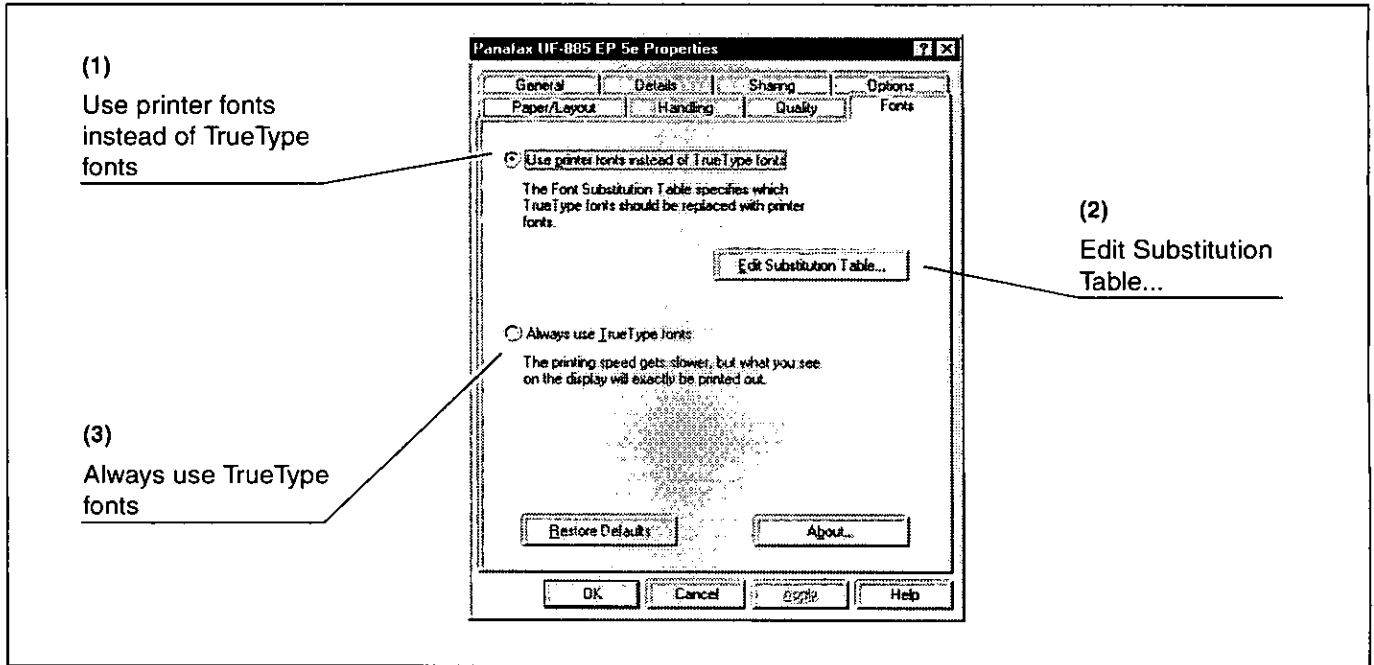 (1)
Use printer fonts
instead of TrueType
fonts
Panafax UF-885 EP 5e Properties
General Details Sharing Options
Paper/Layout Handling Quality Fonts
Use printer fonts instead of TrueType fonts
The Font Substitution Table specifies which
TrueType fonts should be replaced with printer
fonts.
Edit Substitution Table...
(2)
Edit Substitution
Table...
Always use TrueType fonts
The printing speed gets slower, but what you see
on the display will exactly be printed out.
(3)
Always use TrueType
fonts
Restore Defaults About...
OK Cancel Apply Help